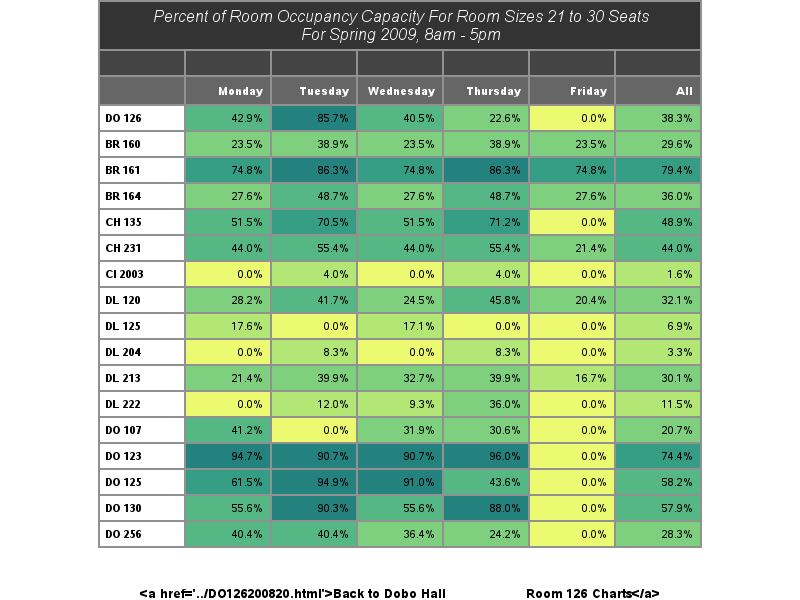 Percent of Room Occupancy Capacity For Room Sizes 21 to 30 Seats
For Spring 2009, 8am - 5pm
Monday Tuesday Wednesday Thursday Friday All
DO 126 42.9% 85.7% 40.5% 22.6% 0.0% 38.3%
BR 160 23.5% 38.9% 23.5% 38.9% 23.5% 29.6%
BR 161 74.8% 86.3% 74.8% 86.3% 74.8% 79.4%
BR 164 27.6% 48.7% 27.6% 48.7% 27.6% 36.0%
CH 135 51.5% 70.5% 51.5% 71.2% 0.0% 48.9%
CH 231 44.0% 55.4% 44.0% 55.4% 21.4% 44.0%
CI 2003 0.0% 4.0% 0.0% 4.0% 0.0% 1.6%
DL 120 28.2% 41.7% 24.5% 45.8% 20.4% 32.1%
DL 125 17.6% 0.0% 17.1% 0.0% 0.0% 6.9%
DL 204 0.0% 8.3% 0.0% 8.3% 0.0% 3.3%
DL 213 21.4% 39.9% 32.7% 39.9% 16.7% 30.1%
DL 222 0.0% 12.0% 9.3% 36.0% 0.0% 11.5%
DO 107 41.2% 0.0% 31.9% 30.6% 0.0% 20.7%
DO 123 94.7% 90.7% 90.7% 96.0% 0.0% 74.4%
DO 125 61.5% 94.9% 91.0% 43.6% 0.0% 58.2%
DO 130 55.6% 90.3% 55.6% 88.0% 0.0% 57.9%
DO 256 40.4% 40.4% 36.4% 24.2% 0.0% 28.3%
<a href='../DO126200820.html'>Back to Dobo Hall Room 126 Charts</a>